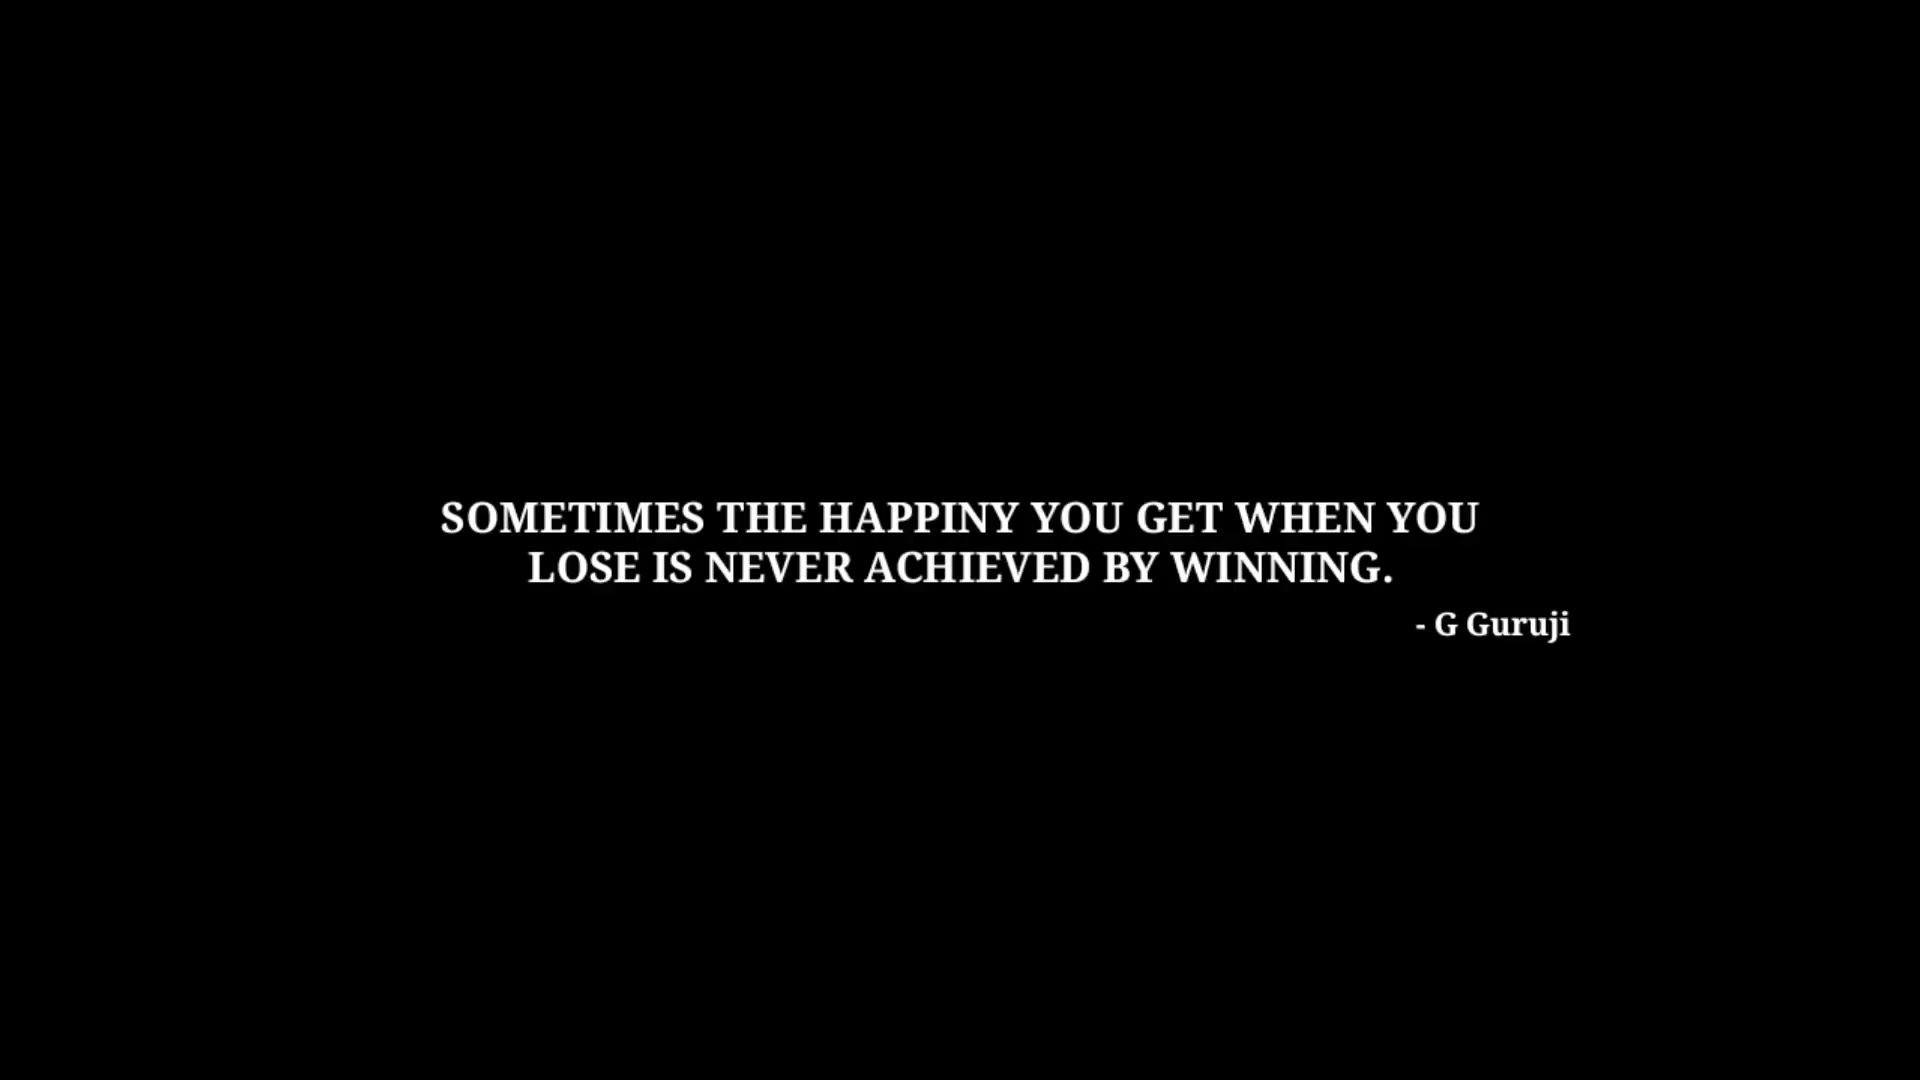 SOMETIMES THE HAPPINY YOU GET WHEN YOU
LOSE IS NEVER ACHIEVED BY WINNING.
- G Guruji